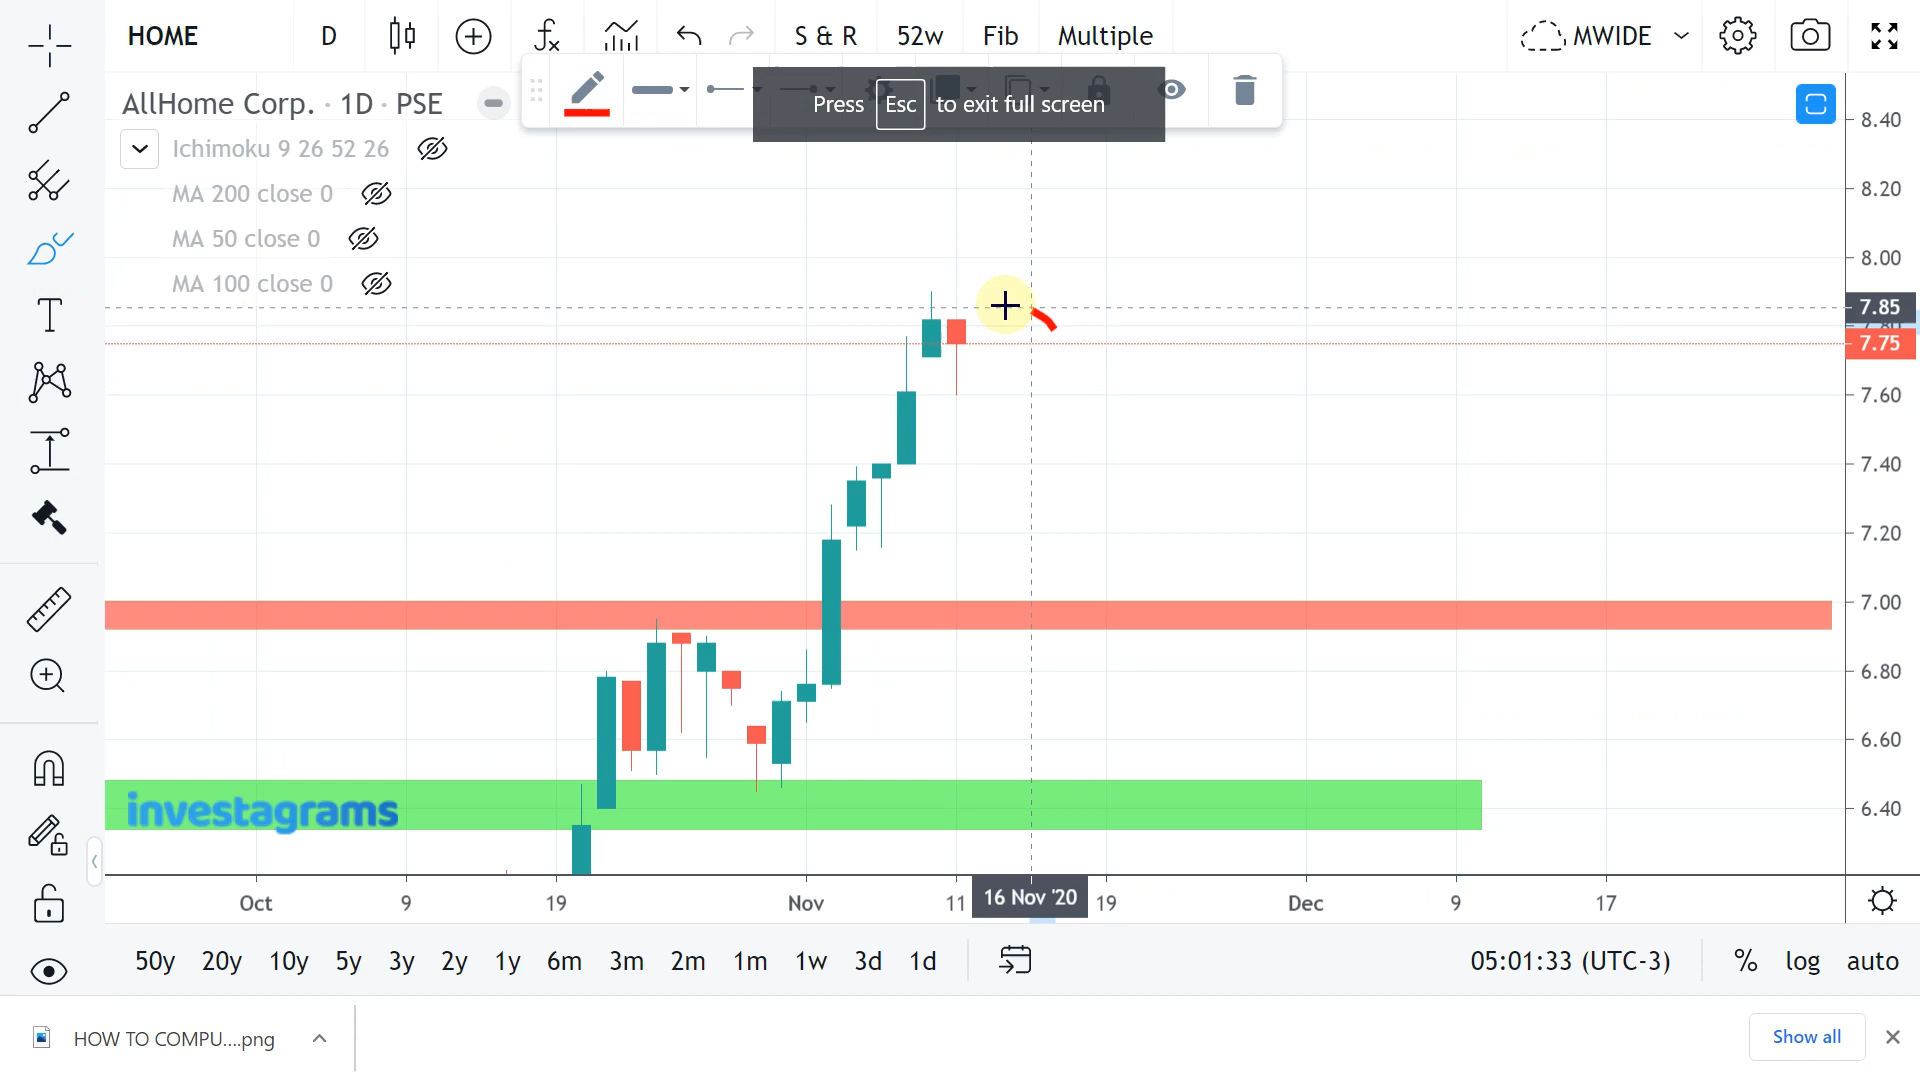 HOME D S & R 52w Fib Multiple MWIDE
Press Esc to exit full screen
AllHome Corp. · 1D · PSE
Ichimoku 9 26 52 26
MA 200 close 0
MA 50 close 0
MA 100 close 0
8.40
8.20
8.00
7.85
7.80
7.75
7.60
7.40
7.20
7.00
6.80
6.60
6.40
investagrams
Oct 9 19 Nov 11 16 Nov '20 19 Dec 9 17
50y 20y 10y 5y 3y 2y 1y 6m 3m 2m 1m 1w 3d 1d 05:01:33 (UTC-3) % log auto
HOW TO COMPU....png Show all